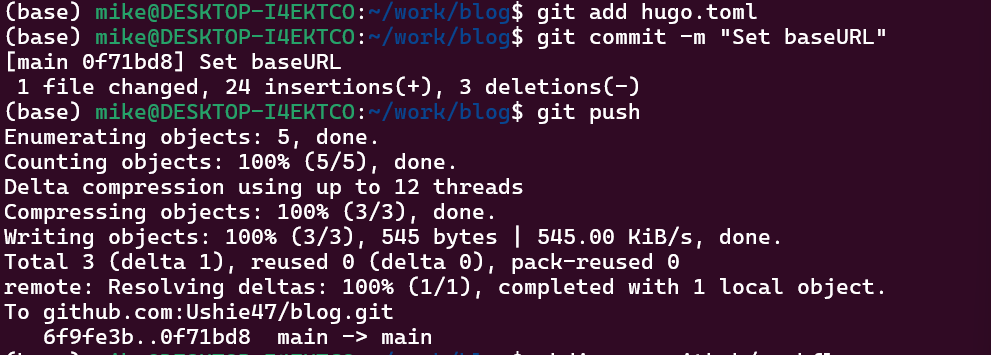 (base) mike@DESKTOP-I4EKTCO:~/work/blog$ git add hugo.toml
(base) mike@DESKTOP-I4EKTCO:~/work/blog$ git commit -m "Set baseURL"
[main 0f71bd8] Set baseURL
 1 file changed, 24 insertions(+), 3 deletions(-)
(base) mike@DESKTOP-I4EKTCO:~/work/blog$ git push
Enumerating objects: 5, done.
Counting objects: 100% (5/5), done.
Delta compression using up to 12 threads
Compressing objects: 100% (3/3), done.
Writing objects: 100% (3/3), 545 bytes | 545.00 KiB/s, done.
Total 3 (delta 1), reused 0 (delta 0), pack-reused 0
remote: Resolving deltas: 100% (1/1), completed with 1 local object.
To github.com:Ushie47/blog.git
   6f9fe3b..0f71bd8  main -> main